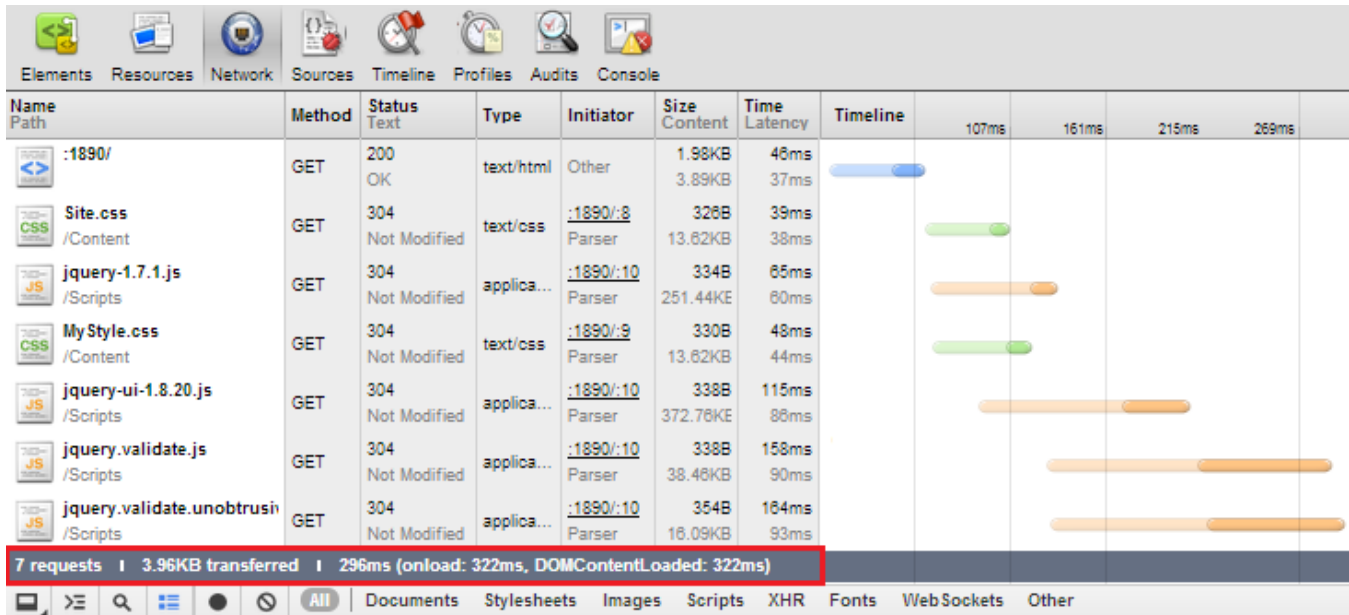 Elements Resources Network Sources Timeline Profiles Audits Console
Name Method Status Type Initiator Size Time Timeline
Path Text Content Latency 107ms 161ms 215ms 269ms
:1890/ GET 200 text/html Other 1.98KB 46ms
OK 3.89KB 37ms
Site.css GET 304 text/css :1890/:8 326B 39ms
/Content Not Modified Parser 13.62KB 38ms
jquery-1.7.1.js GET 304 applica... :1890/:10 334B 65ms
/Scripts Not Modified Parser 251.44KB 60ms
MyStyle.css GET 304 text/css :1890/:9 330B 48ms
/Content Not Modified Parser 13.62KB 44ms
jquery-ui-1.8.20.js GET 304 applica... :1890/:10 338B 115ms
/Scripts Not Modified Parser 372.76KB 86ms
jquery.validate.js GET 304 applica... :1890/:10 338B 158ms
/Scripts Not Modified Parser 38.46KB 90ms
jquery.validate.unobtrusiv GET 304 applica... :1890/:10 354B 164ms
/Scripts Not Modified Parser 16.09KB 93ms
7 requests | 3.96KB transferred | 296ms (onload: 322ms, DOMContentLoaded: 322ms)
All Documents Stylesheets Images Scripts XHR Fonts WebSockets Other